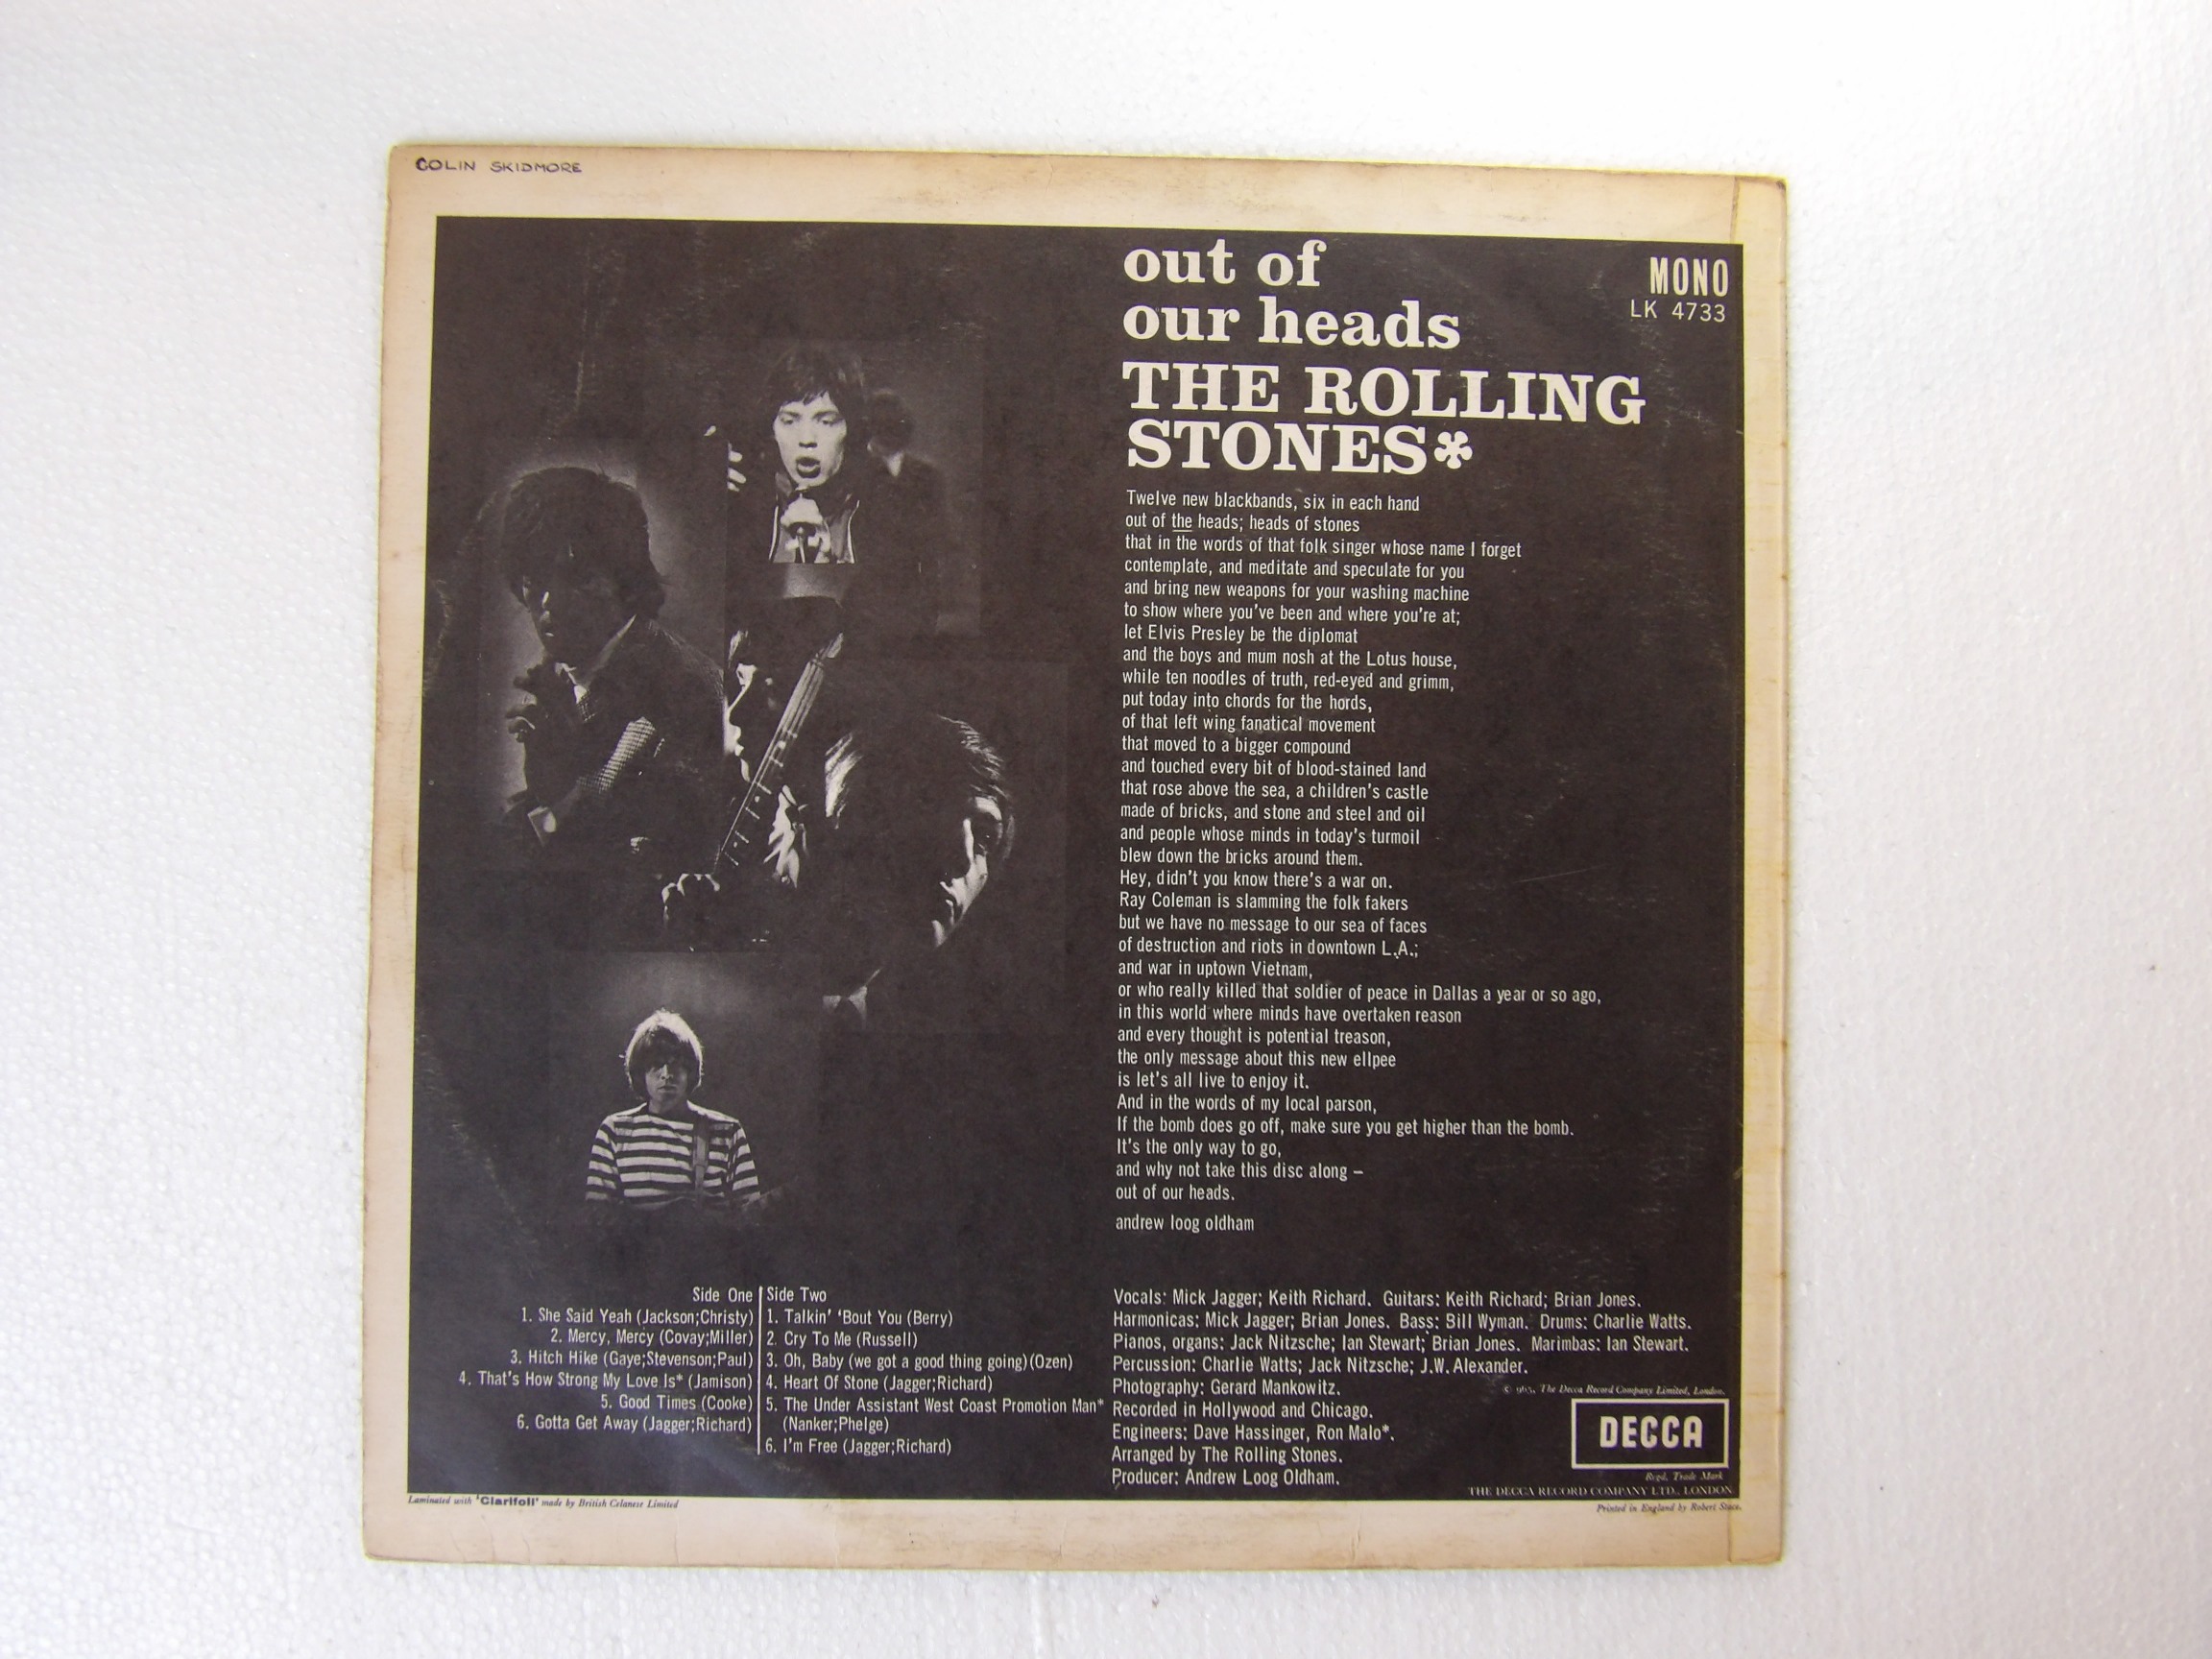 COLIN SKIDMORE
out of
our heads
THE ROLLING
STONES*
MONO
LK 4733
Twelve new blackbands, six in each hand
out of the heads; heads of stones
that in the words of that folk singer whose name I forget
contemplate, and meditate and speculate for you
and bring new weapons for your washing machine
to show where you've been and where you're at;
let Elvis Presley be the diplomat
and the boys and mum nosh at the Lotus house,
while ten noodles of truth, red-eyed and grimm,
put today into chords for the hords,
of that left wing fanatical movement
that moved to a bigger compound
and touched every bit of blood-stained land
that rose above the sea, a children's castle
made of bricks, and stone and steel and oil
and people whose minds in today's turmoil
blew down the bricks around them.
Hey, didn't you know there's a war on.
Ray Coleman is slamming the folk fakers
but we have no message to our sea of faces
of destruction and riots in downtown L.A.;
and war in uptown Vietnam,
or who really killed that soldier of peace in Dallas a year or so ago,
in this world where minds have overtaken reason
and every thought is potential treason,
the only message about this new ellpee
is let's all live to enjoy it.
And in the words of my local parson,
If the bomb does go off, make sure you get higher than the bomb.
It's the only way to go,
and why not take this disc along –
out of our heads.
andrew loog oldham
Side One
1. She Said Yeah (Jackson;Christy)
2. Mercy, Mercy (Covay;Miller)
3. Hitch Hike (Gaye;Stevenson;Paul)
4. That's How Strong My Love Is* (Jamison)
5. Good Times (Cooke)
6. Gotta Get Away (Jagger;Richard)
Side Two
1. Talkin' 'Bout You (Berry)
2. Cry To Me (Russell)
3. Oh, Baby (we got a good thing going)(Ozen)
4. Heart Of Stone (Jagger;Richard)
5. The Under Assistant West Coast Promotion Man*
(Nanker;Phelge)
6. I'm Free (Jagger;Richard)
Vocals: Mick Jagger; Keith Richard. Guitars: Keith Richard; Brian Jones.
Harmonicas: Mick Jagger; Brian Jones. Bass: Bill Wyman. Drums: Charlie Watts.
Pianos, organs: Jack Nitzsche; Ian Stewart; Brian Jones. Marimbas: Ian Stewart.
Percussion: Charlie Watts; Jack Nitzsche; J.W. Alexander.
Photography: Gerard Mankowitz.
Recorded in Hollywood and Chicago.
Engineers: Dave Hassinger, Ron Malo*.
Arranged by The Rolling Stones.
Producer: Andrew Loog Oldham.
© 1965, The Decca Record Company Limited, London.
DECCA
Regd. Trade Mark
THE DECCA RECORD COMPANY LTD., LONDON
Laminated with 'Clarifoil' made by British Celanese Limited
Printed in England by Robert Stace.